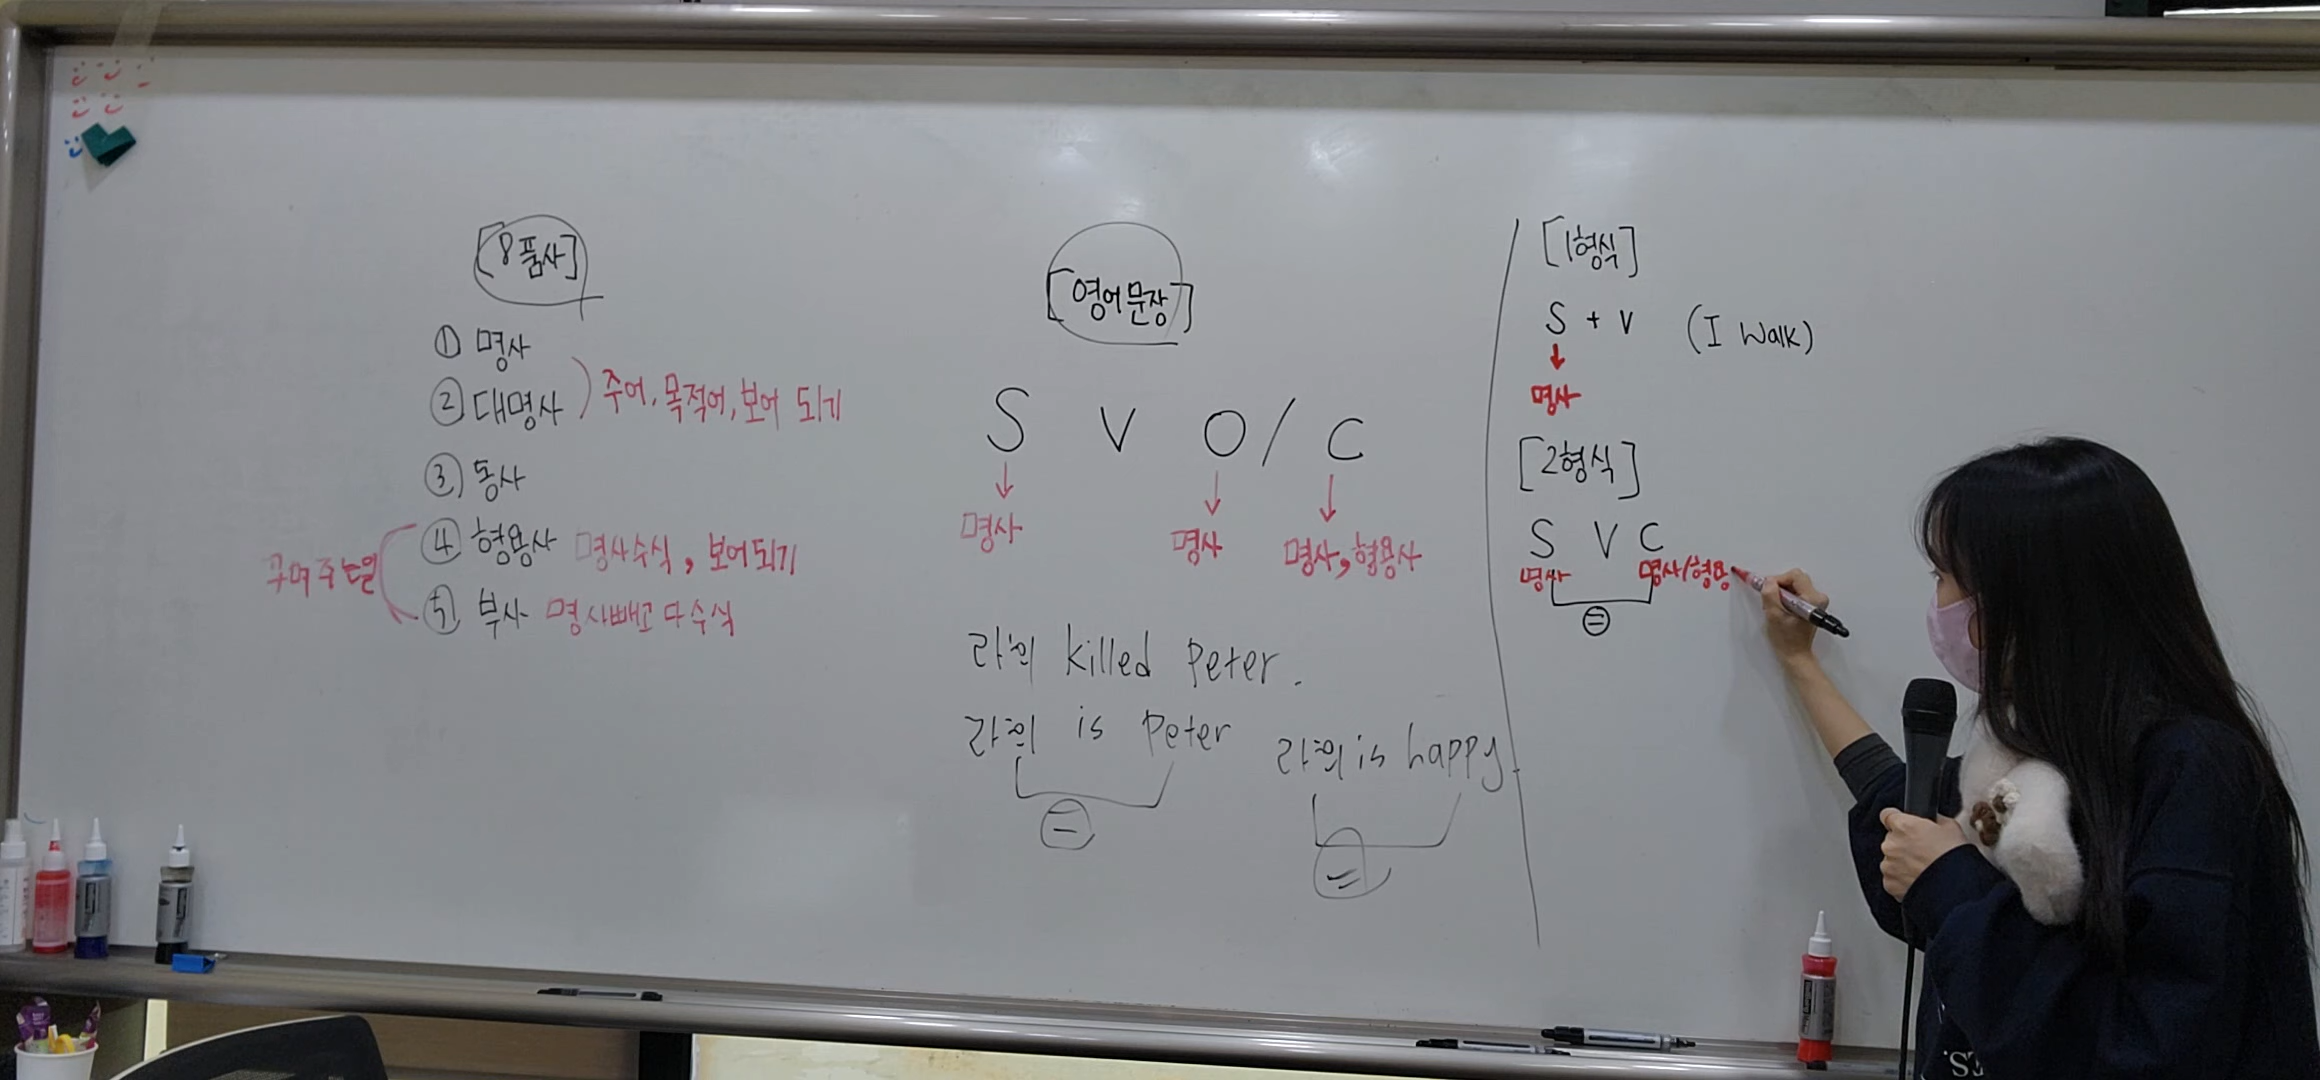 [8품사]
① 명사
② 대명사 ) 주어, 목적어, 보어 되기
③ 동사
④ 형용사 명사수식, 보어되기
꾸며주는일
⑤ 부사 명사빼고 다 수식
[영어문장]
S V O / C
↓ ↓ ↓
명사 명사 명사, 형용사
라희 killed Peter.
라희 is Peter
=
라희 is happy.
=
[1형식]
S + V (I walk)
↓
명사
[2형식]
S V C
명사 명사/형용
=